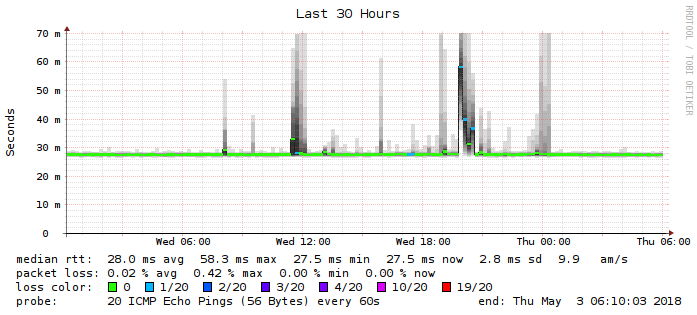 Last 30 Hours
RRDTOOL / TOBI OETIKER
Seconds
70 m
60 m
50 m
40 m
30 m
20 m
10 m
0
Wed 06:00 Wed 12:00 Wed 18:00 Thu 00:00 Thu 06:00
median rtt: 28.0 ms avg 58.3 ms max 27.5 ms min 27.5 ms now 2.8 ms sd 9.9 am/s
packet loss: 0.02 % avg 0.42 % max 0.00 % min 0.00 % now
loss color: 0 1/20 2/20 3/20 4/20 10/20 19/20
probe: 20 ICMP Echo Pings (56 Bytes) every 60s end: Thu May 3 06:10:03 2018